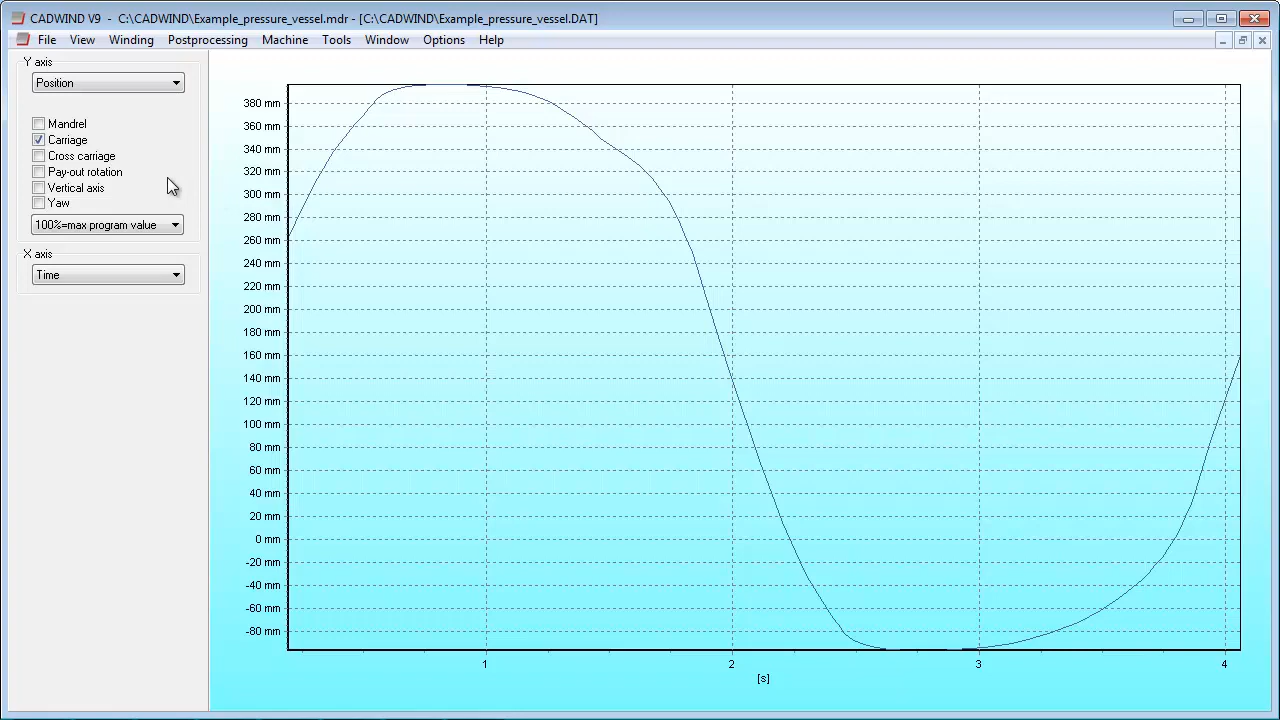 CADWIND V9 - C:\CADWIND\Example_pressure_vessel.mdr - [C:\CADWIND\Example_pressure_vessel.DAT]
File View Winding Postprocessing Machine Tools Window Options Help
Y axis
Position
Mandrel
Carriage
Cross carriage
Pay-out rotation
Vertical axis
Yaw
100%=max program value
X axis
Time
380 mm
360 mm
340 mm
320 mm
300 mm
280 mm
260 mm
240 mm
220 mm
200 mm
180 mm
160 mm
140 mm
120 mm
100 mm
80 mm
60 mm
40 mm
20 mm
0 mm
-20 mm
-40 mm
-60 mm
-80 mm
1 2 3 4
[s]